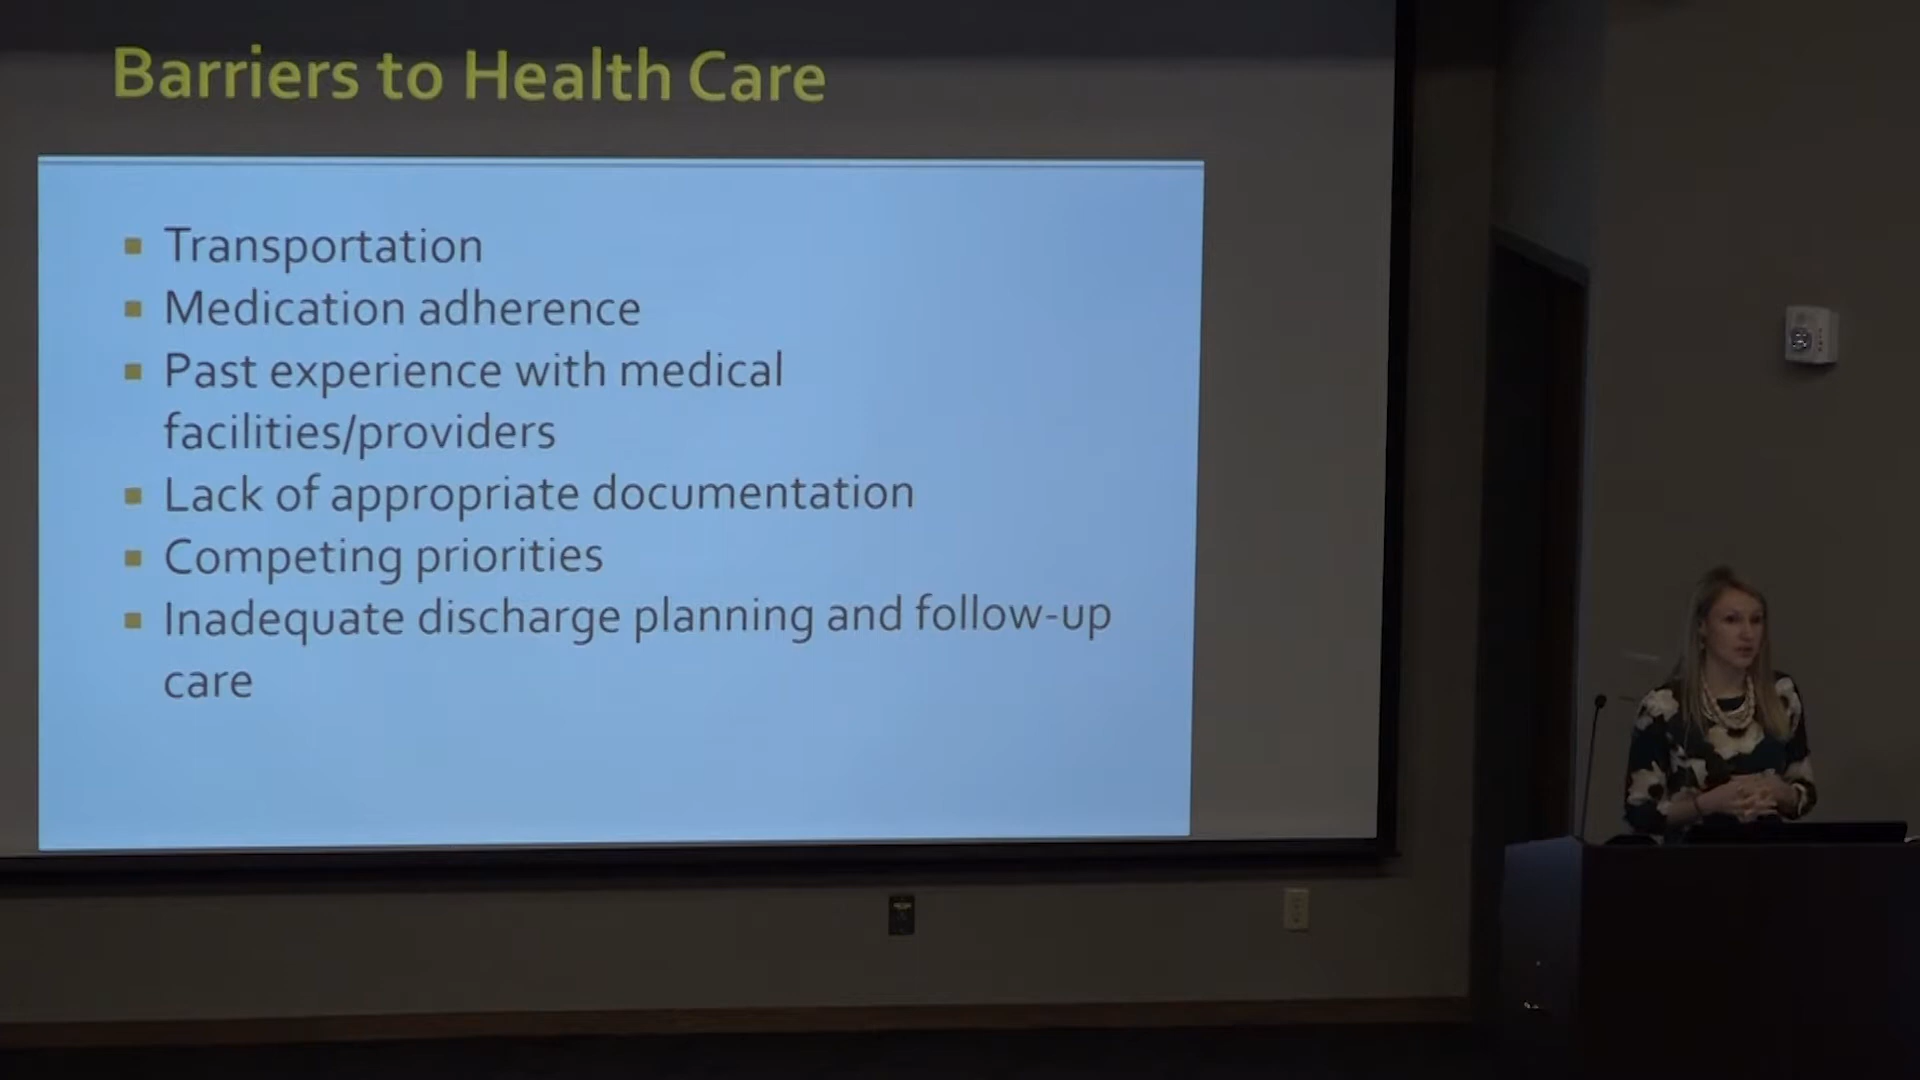 Barriers to Health Care
Transportation
Medication adherence
Past experience with medical
facilities/providers
Lack of appropriate documentation
Competing priorities
Inadequate discharge planning and follow-up
care